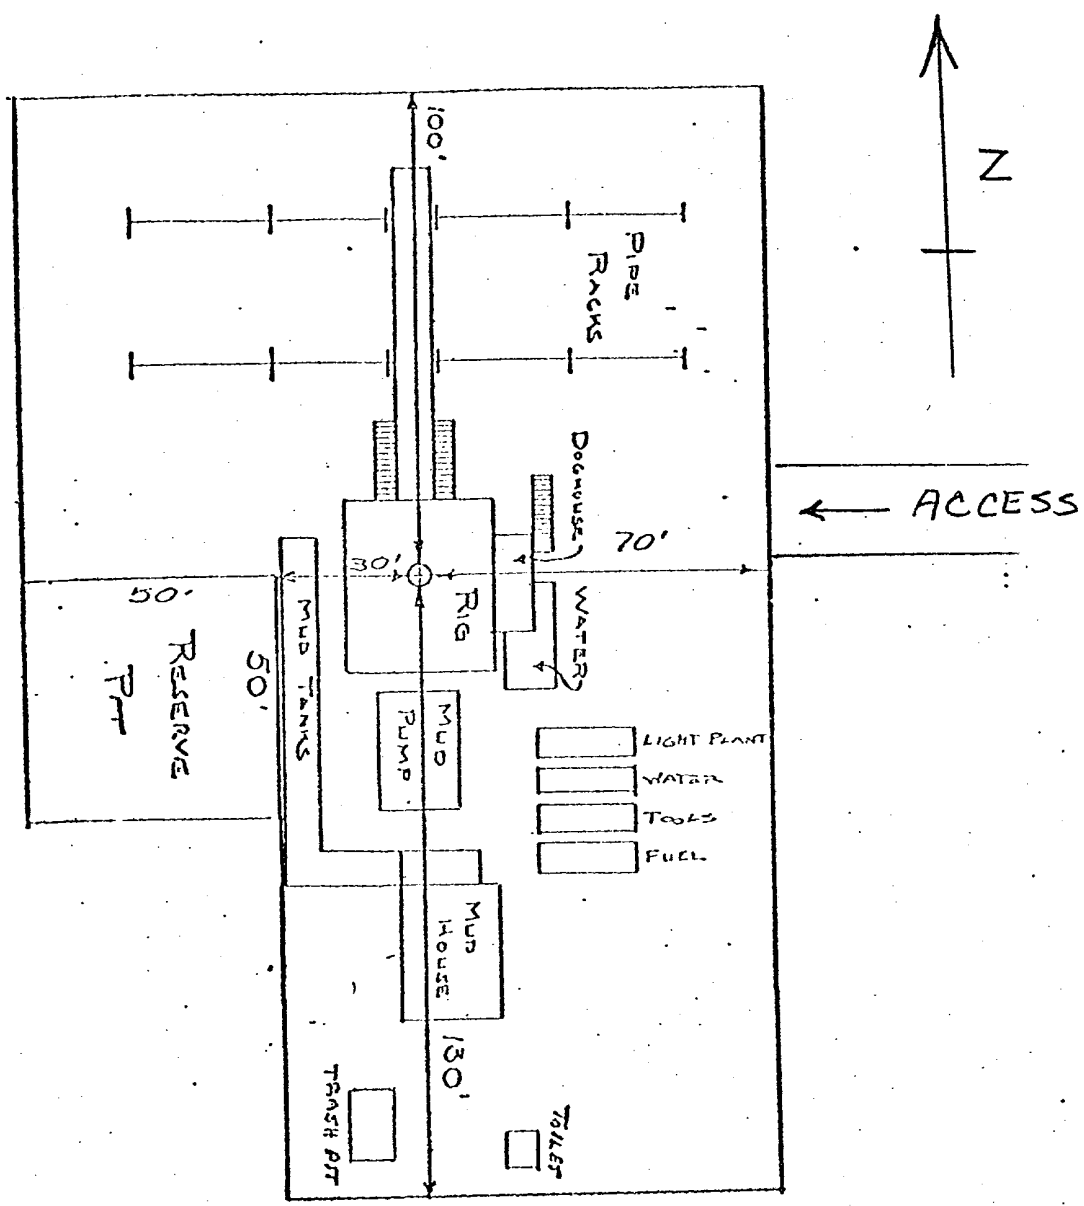 N
100'
PIPE
RACKS
DOGHOUSE
ACCESS
70'
30'
RIG
WATER
50'
RESERVE
PIT
50'
MUD TANKS
MUD
PUMP
LIGHT PLANT
WATER
TOOLS
FUEL
MUD
HOUSE
130'
TRASH PIT
TOILET